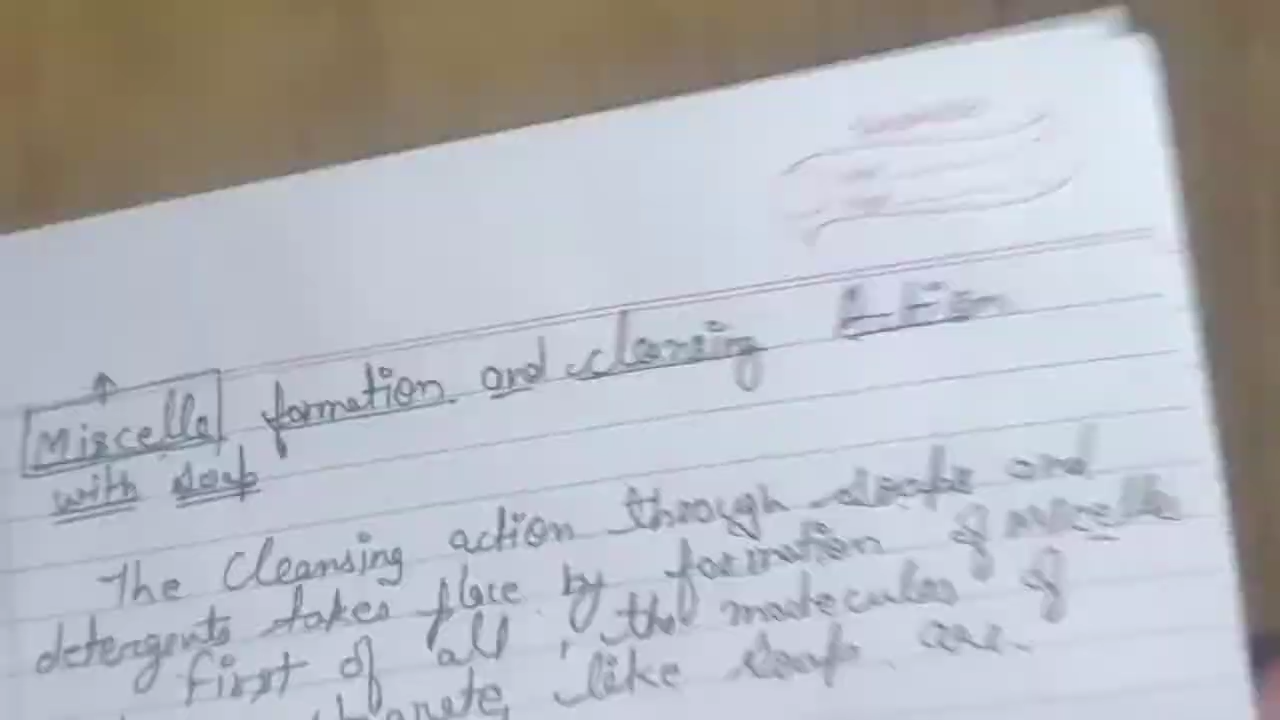 Miscelle formation and cleansing Action
with soap
The cleansing action through soaps and
detergents takes place by formation of miscelle
first of all, the molecules of
like soap are